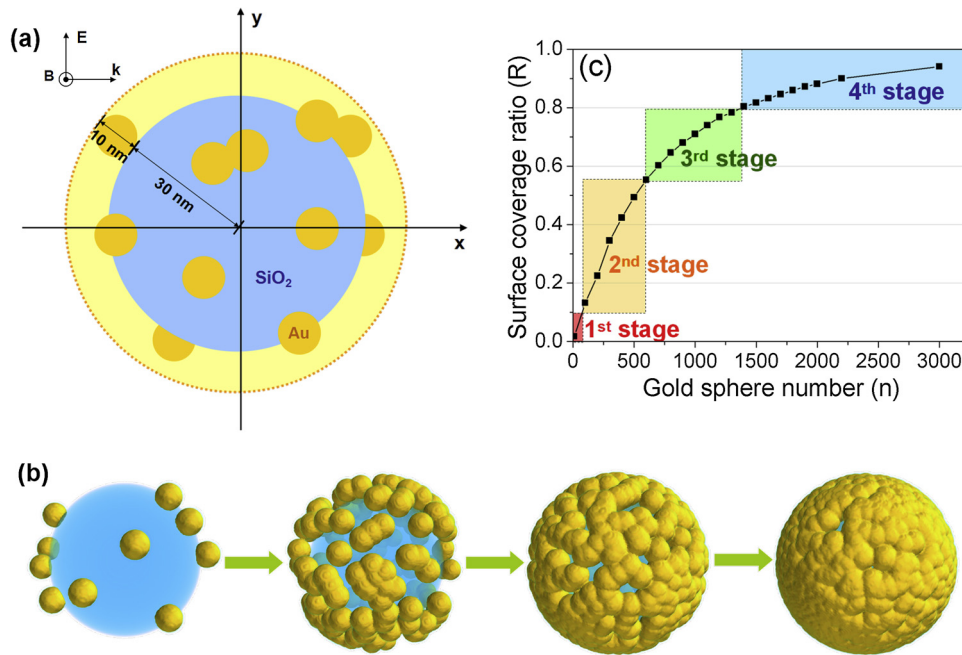 (a)
E
B
k
y
10 nm
30 nm
x
SiO₂
Au
(c)
Surface coverage ratio (R)
1.0
0.8
0.6
0.4
0.2
0.0
4th stage
3rd stage
2nd stage
1st stage
0 500 1000 1500 2000 2500 3000
Gold sphere number (n)
(b)